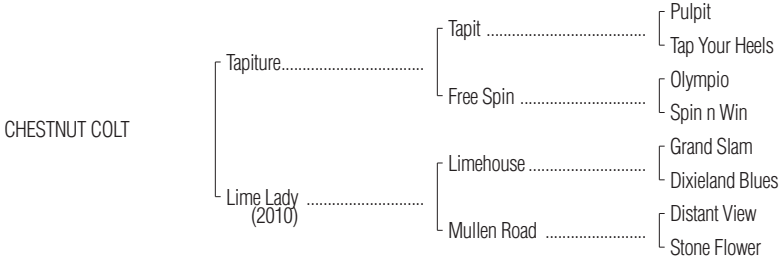 Pulpit
Tapit ........................................
Tap Your Heels
Tapiture....................................
Olympio
Free Spin ................................
Spin n Win
CHESTNUT COLT
Grand Slam
Limehouse..............................
Dixieland Blues
Lime Lady ..............................
(2010)
Distant View
Mullen Road ..........................
Stone Flower